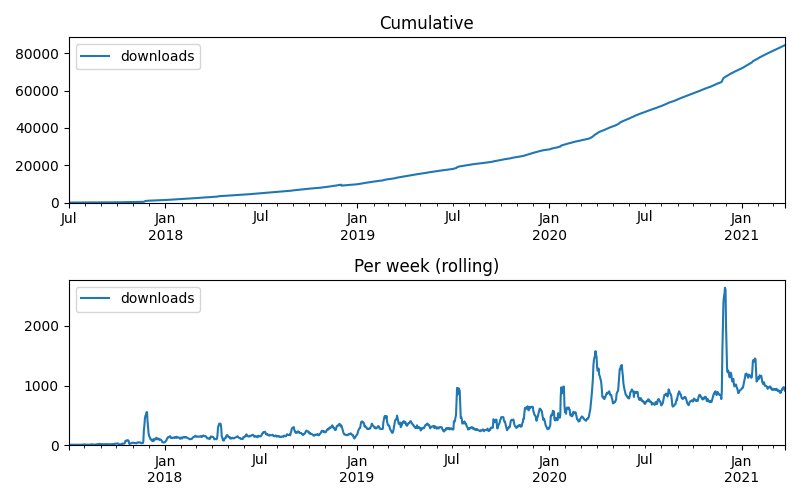 Cumulative
downloads
80000
60000
40000
20000
0
Jul Jan Jul Jan Jul Jan Jul Jan
2018 2019 2020 2021
Per week (rolling)
downloads
2000
1000
0
Jan Jul Jan Jul Jan Jul Jan
2018 2019 2020 2021